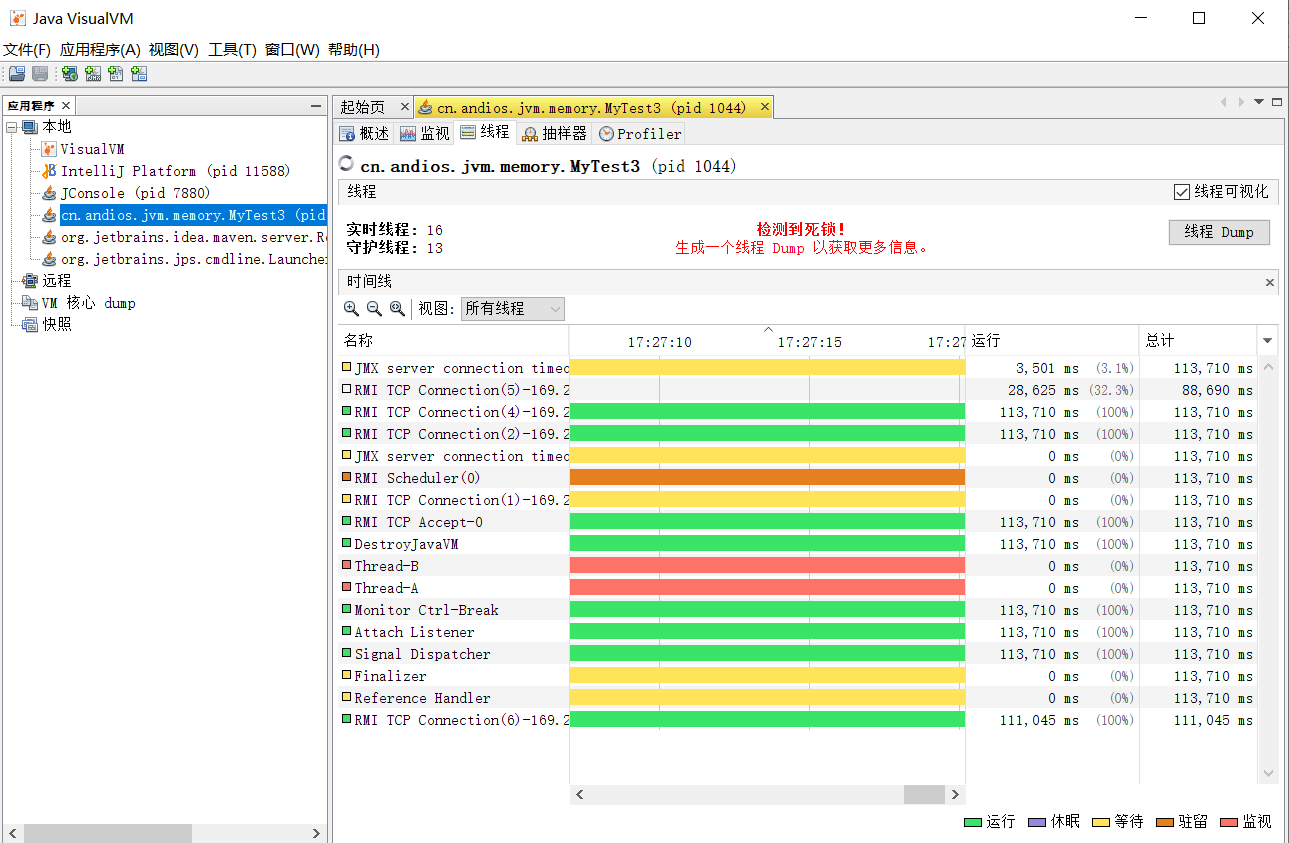 Java VisualVM
文件(F) 应用程序(A) 视图(V) 工具(T) 窗口(W) 帮助(H)
应用程序
本地
VisualVM
IntelliJ Platform (pid 11588)
JConsole (pid 7880)
cn.andios.jvm.memory.MyTest3 (pid
org.jetbrains.idea.maven.server.Re
org.jetbrains.jps.cmdline.Launcher
远程
VM 核心 dump
快照
起始页 cn.andios.jvm.memory.MyTest3 (pid 1044)
概述 监视 线程 抽样器 Profiler
cn.andios.jvm.memory.MyTest3 (pid 1044)
线程 线程可视化
实时线程: 16
守护线程: 13
检测到死锁!
生成一个线程 Dump 以获取更多信息。
线程 Dump
时间线
视图: 所有线程
名称 17:27:10 17:27:15 17:27 运行 总计
JMX server connection timeo 3,501 ms (3.1%) 113,710 ms
RMI TCP Connection(5)-169.2 28,625 ms (32.3%) 88,690 ms
RMI TCP Connection(4)-169.2 113,710 ms (100%) 113,710 ms
RMI TCP Connection(2)-169.2 113,710 ms (100%) 113,710 ms
JMX server connection timeo 0 ms (0%) 113,710 ms
RMI Scheduler(0) 0 ms (0%) 113,710 ms
RMI TCP Connection(1)-169.2 0 ms (0%) 113,710 ms
RMI TCP Accept-0 113,710 ms (100%) 113,710 ms
DestroyJavaVM 113,710 ms (100%) 113,710 ms
Thread-B 0 ms (0%) 113,710 ms
Thread-A 0 ms (0%) 113,710 ms
Monitor Ctrl-Break 113,710 ms (100%) 113,710 ms
Attach Listener 113,710 ms (100%) 113,710 ms
Signal Dispatcher 113,710 ms (100%) 113,710 ms
Finalizer 0 ms (0%) 113,710 ms
Reference Handler 0 ms (0%) 113,710 ms
RMI TCP Connection(6)-169.2 111,045 ms (100%) 111,045 ms
运行 休眠 等待 驻留 监视